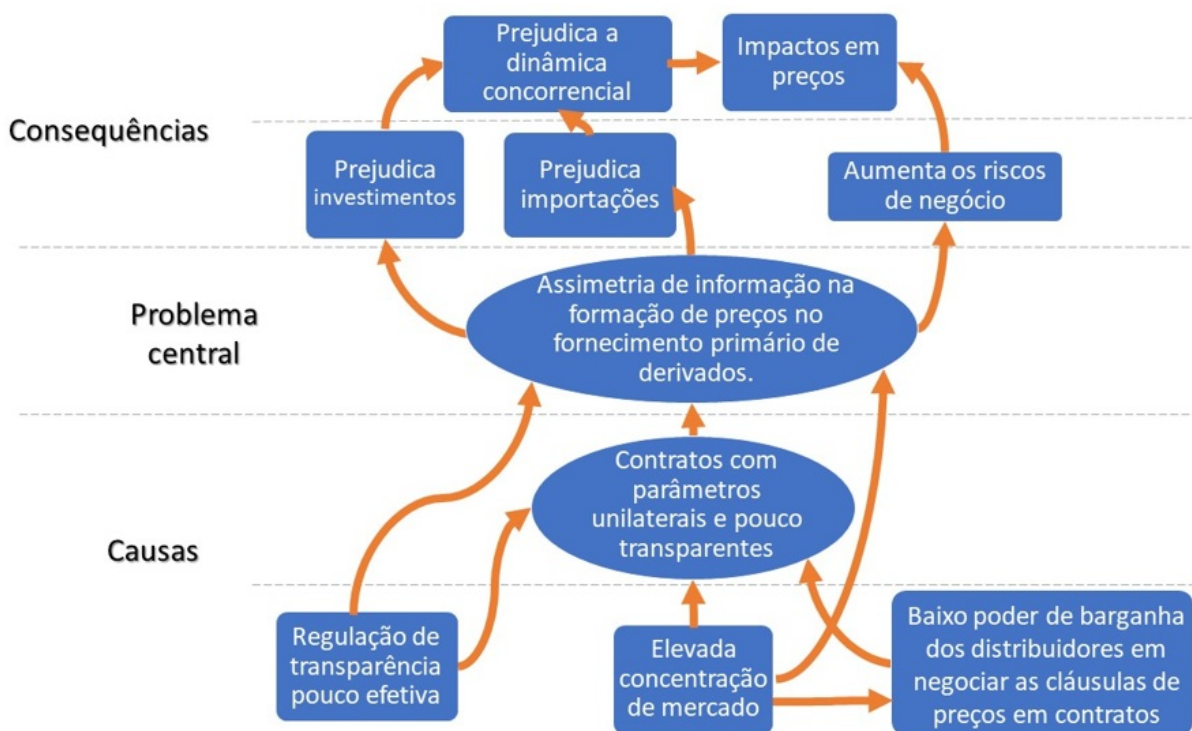 Prejudica a
dinâmica
concorrencial
Impactos em
preços
Consequências
Prejudica
investimentos
Prejudica
importações
Aumenta os riscos
de negócio
Problema
central
Assimetria de informação na
formação de preços no
fornecimento primário de
derivados.
Causas
Contratos com
parâmetros
unilaterais e pouco
transparentes
Regulação de
transparência
pouco efetiva
Elevada
concentração
de mercado
Baixo poder de barganha
dos distribuidores em
negociar as cláusulas de
preços em contratos